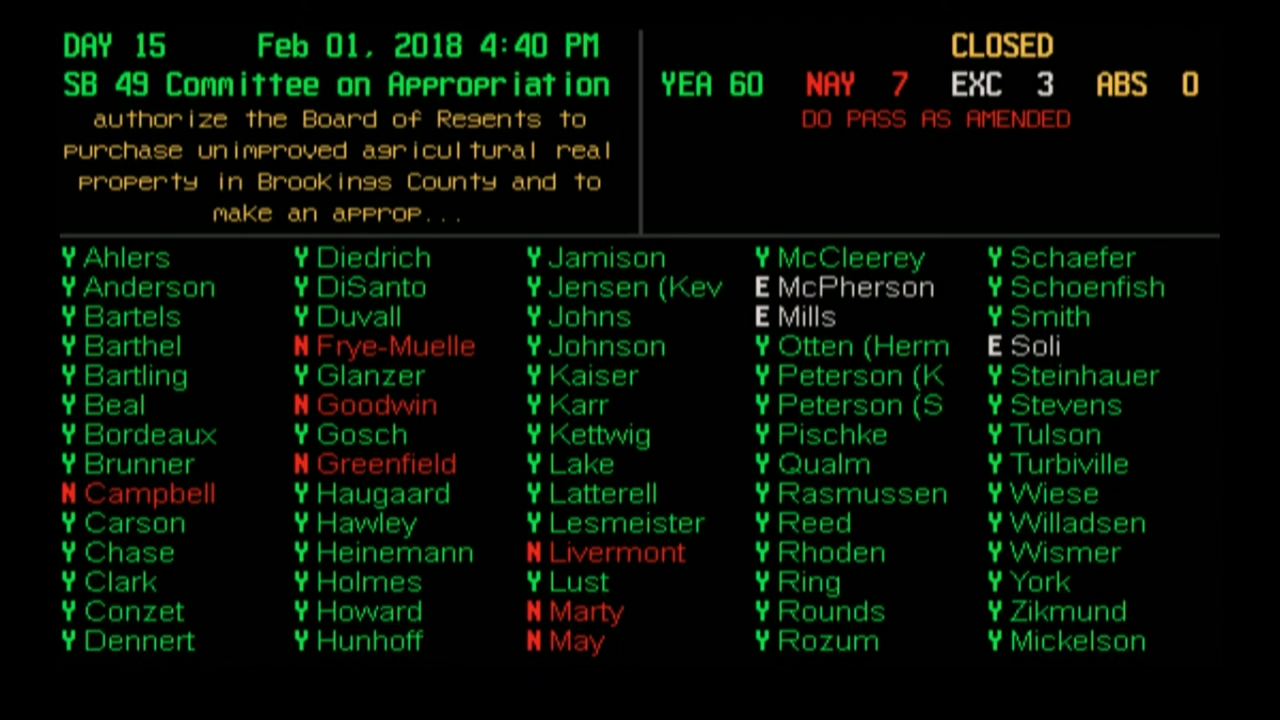 DAY 15 Feb 01, 2018 4:40 PM
SB 49 Committee on Appropriation
authorize the Board of Regents to
purchase unimproved agricultural real
property in Brookings County and to
make an approp...
CLOSED
YEA 60 NAY 7 EXC 3 ABS 0
DO PASS AS AMENDED
Y Ahlers
Y Anderson
Y Bartels
Y Barthel
Y Bartling
Y Beal
Y Bordeaux
Y Brunner
N Campbell
Y Carson
Y Chase
Y Clark
Y Conzet
Y Dennert
Y Diedrich
Y DiSanto
Y Duvall
N Frye-Muelle
Y Glanzer
N Goodwin
Y Gosch
N Greenfield
Y Haugaard
Y Hawley
Y Heinemann
Y Holmes
Y Howard
Y Hunhoff
Y Jamison
Y Jensen (Kev
Y Johns
Y Johnson
Y Kaiser
Y Karr
Y Kettwig
Y Lake
Y Latterell
Y Lesmeister
N Livermont
Y Lust
N Marty
N May
Y McCleerey
E McPherson
E Mills
Y Otten (Herm
Y Peterson (K
Y Peterson (S
Y Pischke
Y Qualm
Y Rasmussen
Y Reed
Y Rhoden
Y Ring
Y Rounds
Y Rozum
Y Schaefer
Y Schoenfish
Y Smith
E Soli
Y Steinhauer
Y Stevens
Y Tulson
Y Turbiville
Y Wiese
Y Willadsen
Y Wismer
Y York
Y Zikmund
Y Mickelson